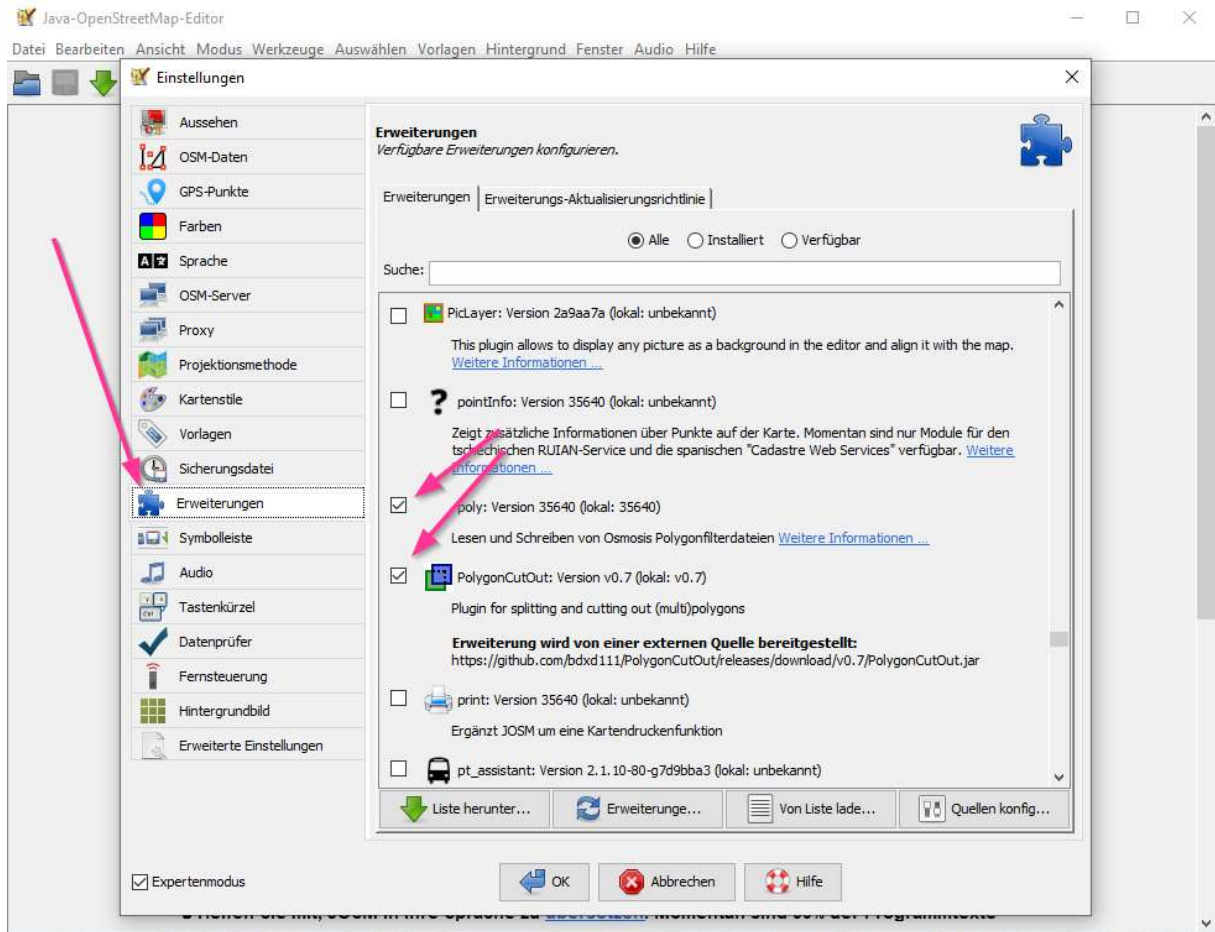 Java-OpenStreetMap-Editor
Datei Bearbeiten Ansicht Modus Werkzeuge Auswählen Vorlagen Hintergrund Fenster Audio Hilfe
Einstellungen
Aussehen
OSM-Daten
GPS-Punkte
Farben
Sprache
OSM-Server
Proxy
Projektionsmethode
Kartenstile
Vorlagen
Sicherungsdatei
Erweiterungen
Symbolleiste
Audio
Tastenkürzel
Datenprüfer
Fernsteuerung
Hintergrundbild
Erweiterte Einstellungen
Erweiterungen
Verfügbare Erweiterungen konfigurieren.
Erweiterungen Erweiterungs-Aktualisierungsrichtlinie
Alle Installiert Verfügbar
Suche:
PicLayer: Version 2a9aa7a (lokal: unbekannt)
This plugin allows to display any picture as a background in the editor and align it with the map.
Weitere Informationen ...
pointInfo: Version 35640 (lokal: unbekannt)
Zeigt zusätzliche Informationen über Punkte auf der Karte. Momentan sind nur Module für den
tschechischen RUIAN-Service und die spanischen "Cadastre Web Services" verfügbar. Weitere
Informationen ...
poly: Version 35640 (lokal: 35640)
Lesen und Schreiben von Osmosis Polygonfilterdateien Weitere Informationen ...
PolygonCutOut: Version v0.7 (lokal: v0.7)
Plugin for splitting and cutting out (multi)polygons
Erweiterung wird von einer externen Quelle bereitgestellt:
https://github.com/bdxd111/PolygonCutOut/releases/download/v0.7/PolygonCutOut.jar
print: Version 35640 (lokal: unbekannt)
Ergänzt JOSM um eine Kartendruckenfunktion
pt_assistant: Version 2.1.10-80-g7d9bba3 (lokal: unbekannt)
Liste herunter... Erweiterunge... Von Liste lade... Quellen konfig...
Expertenmodus
OK Abbrechen Hilfe